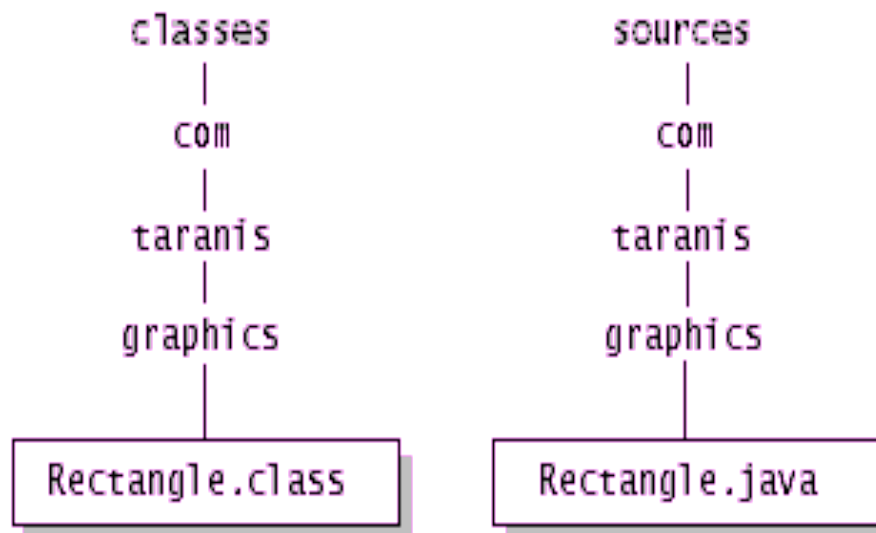 classes
com
taranis
graphics
Rectangle.class
sources
com
taranis
graphics
Rectangle.java